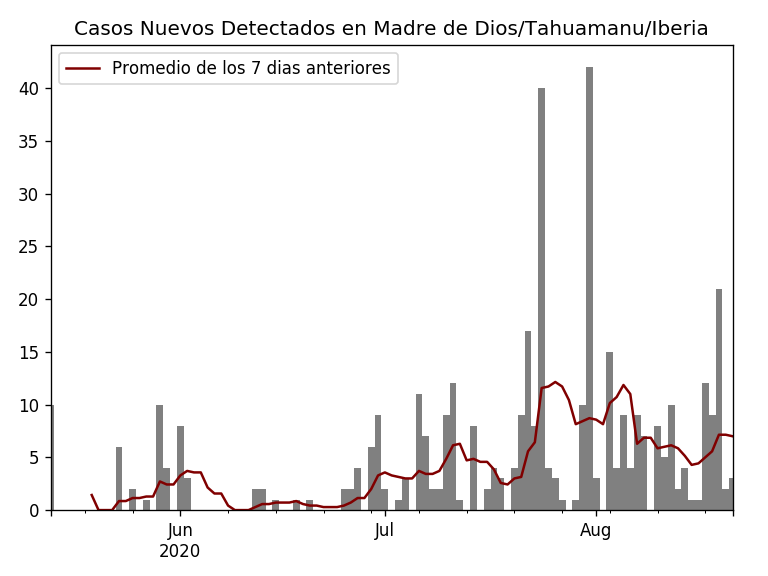 Casos Nuevos Detectados en Madre de Dios/Tahuamanu/Iberia
Promedio de los 7 dias anteriores
40
35
30
25
20
15
10
5
0
Jun
2020
Jul
Aug